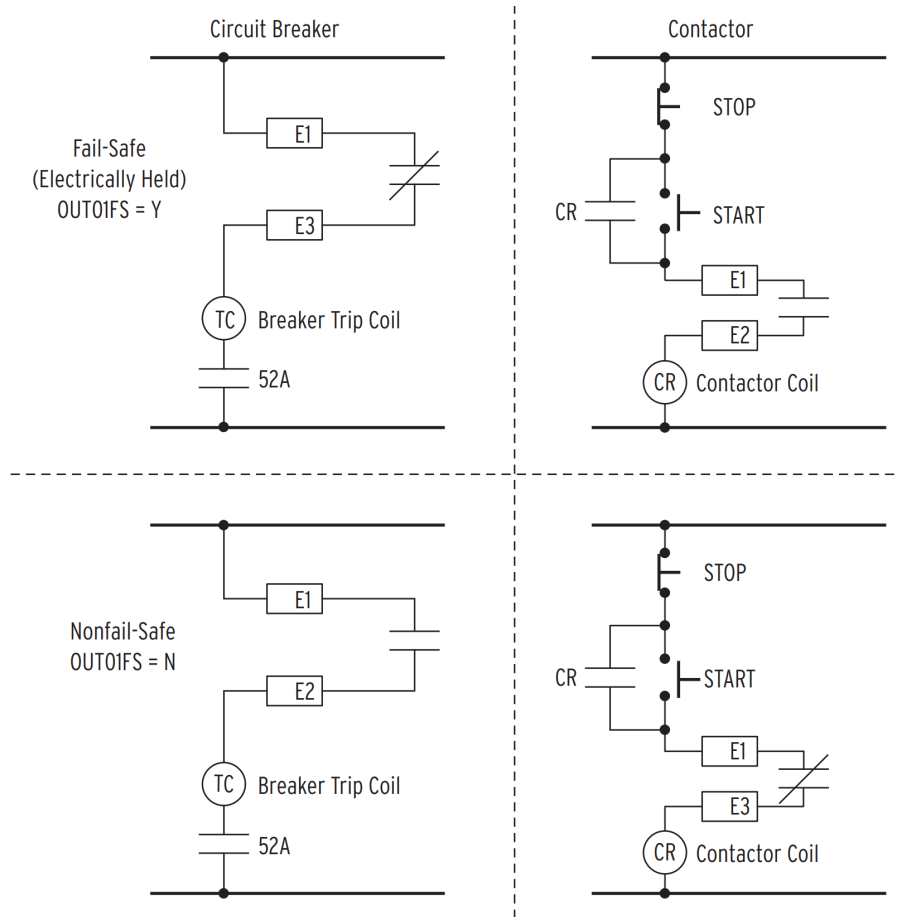 Circuit Breaker
Contactor
Fail-Safe
(Electrically Held)
OUT01FS = Y
E1
E3
TC
Breaker Trip Coil
52A
STOP
CR
START
E1
E2
CR
Contactor Coil
Nonfail-Safe
OUT01FS = N
E1
E2
TC
Breaker Trip Coil
52A
STOP
CR
START
E1
E3
CR
Contactor Coil